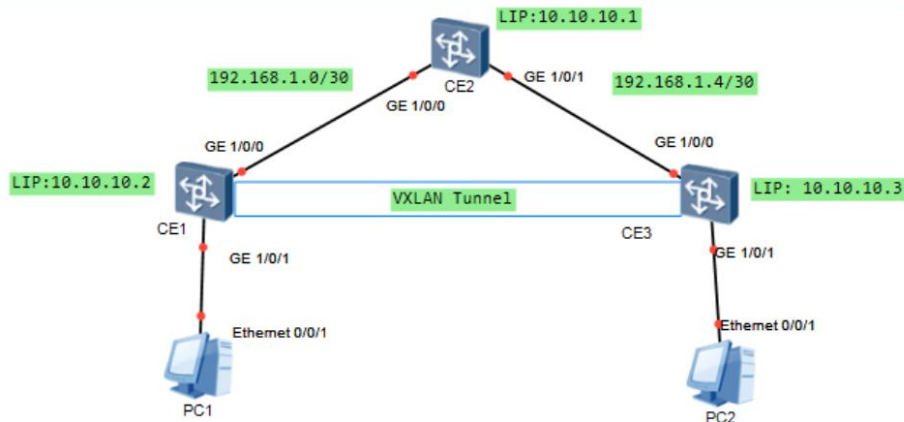 LIP:10.10.10.1
CE2
192.168.1.0/30
GE 1/0/1
192.168.1.4/30
GE 1/0/0
GE 1/0/0
GE 1/0/0
LIP:10.10.10.2
VXLAN Tunnel
LIP: 10.10.10.3
CE1
CE3
GE 1/0/1
GE 1/0/1
Ethernet 0/0/1
Ethernet 0/0/1
PC1
PC2